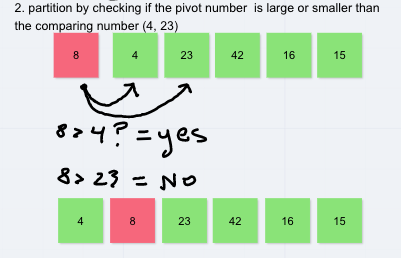 2. partition by checking if the pivot number is large or smaller than
the comparing number (4, 23)
8 4 23 42 16 15
8 > 4 ? = yes
8 > 23 = NO
4 8 23 42 16 15